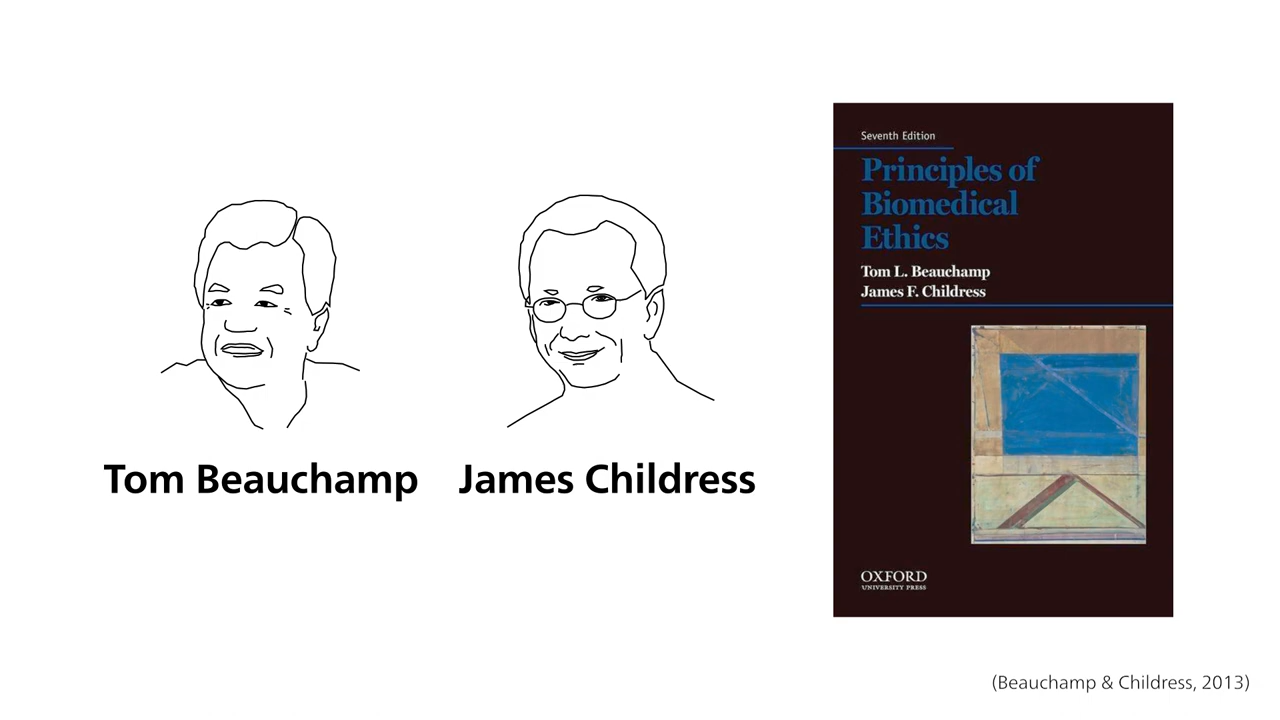 Tom Beauchamp
James Childress
Seventh Edition
Principles of
Biomedical
Ethics
Tom L. Beauchamp
James F. Childress
OXFORD
UNIVERSITY PRESS
(Beauchamp & Childress, 2013)